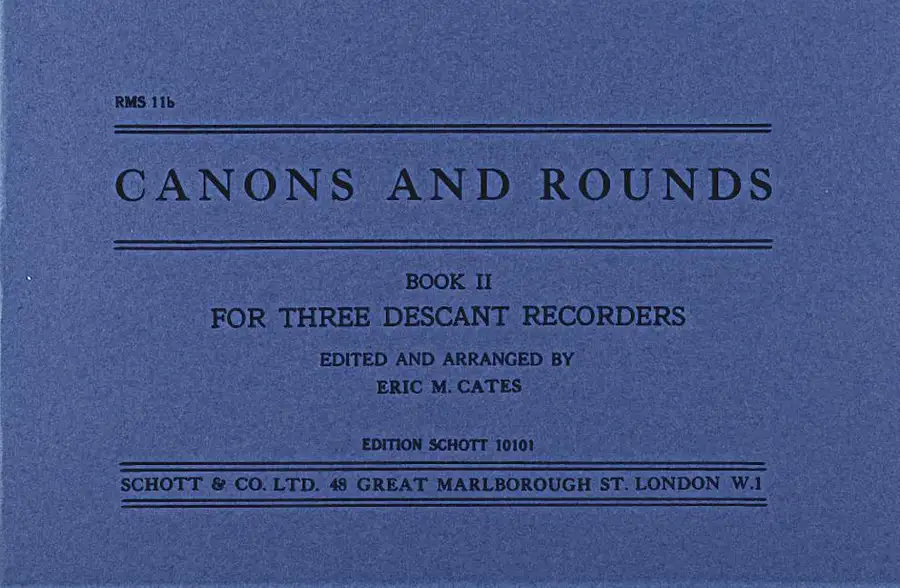 RMS 11b
CANONS AND ROUNDS
BOOK II
FOR THREE DESCANT RECORDERS
EDITED AND ARRANGED BY
ERIC M. CATES
EDITION SCHOTT 10101
SCHOTT & CO. LTD. 48 GREAT MARLBOROUGH ST. LONDON W.1